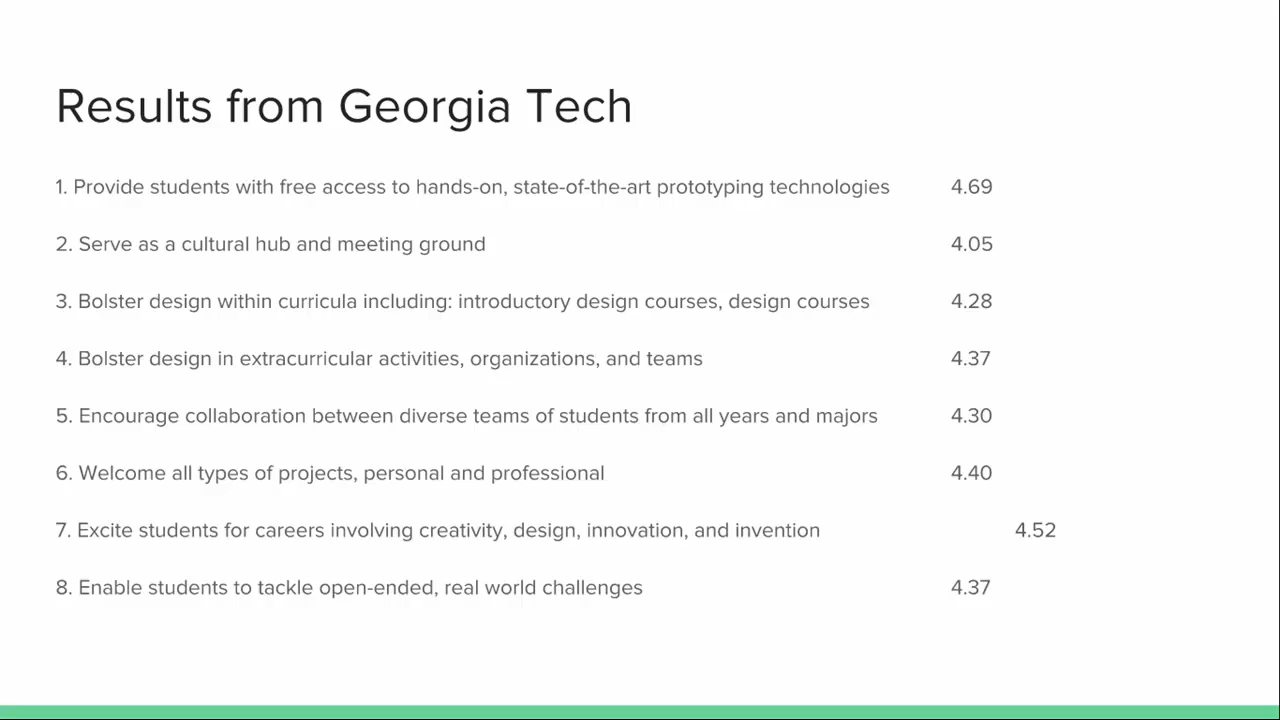 Results from Georgia Tech
1. Provide students with free access to hands-on, state-of-the-art prototyping technologies 4.69
2. Serve as a cultural hub and meeting ground 4.05
3. Bolster design within curricula including: introductory design courses, design courses 4.28
4. Bolster design in extracurricular activities, organizations, and teams 4.37
5. Encourage collaboration between diverse teams of students from all years and majors 4.30
6. Welcome all types of projects, personal and professional 4.40
7. Excite students for careers involving creativity, design, innovation, and invention 4.52
8. Enable students to tackle open-ended, real world challenges 4.37